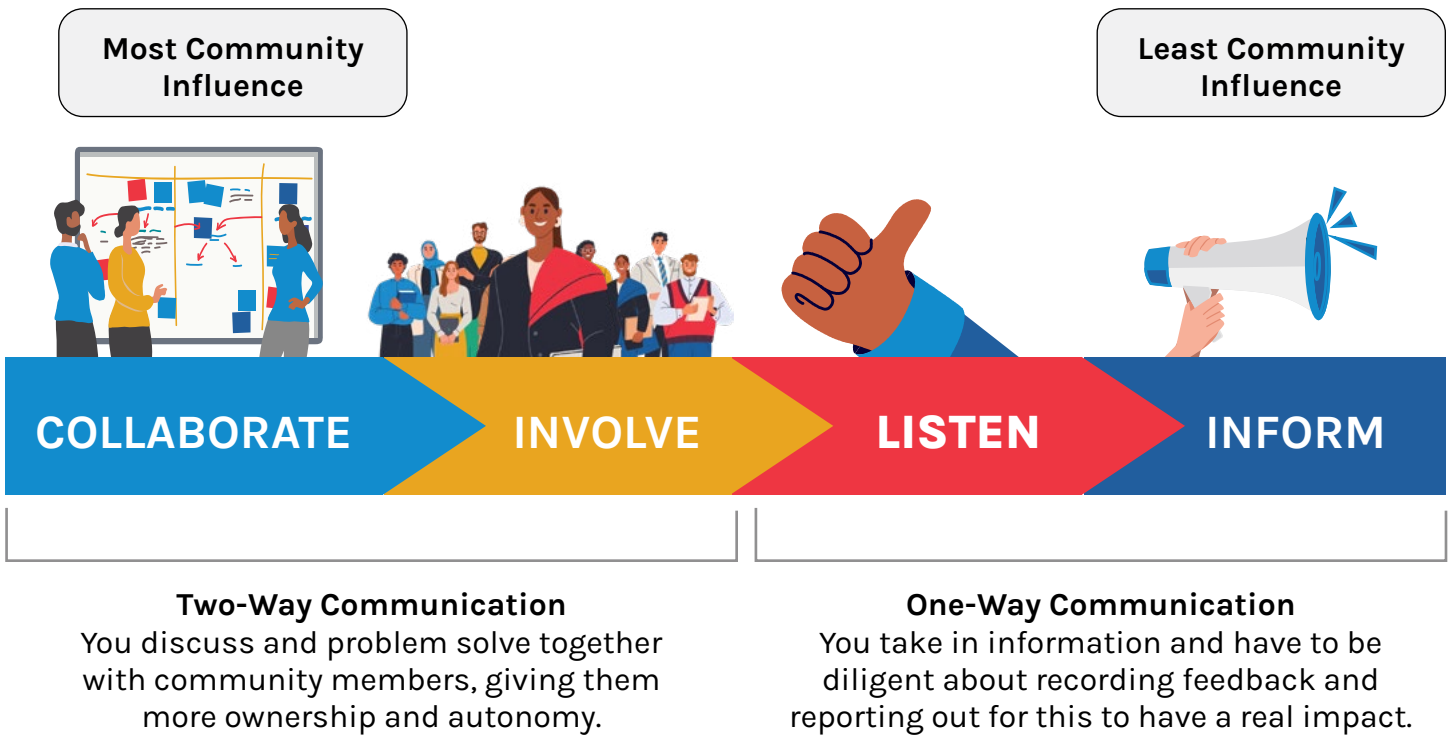 Most Community
Influence
Least Community
Influence
COLLABORATE
INVOLVE
LISTEN
INFORM
Two-Way Communication
You discuss and problem solve together
with community members, giving them
more ownership and autonomy.
One-Way Communication
You take in information and have to be
diligent about recording feedback and
reporting out for this to have a real impact.